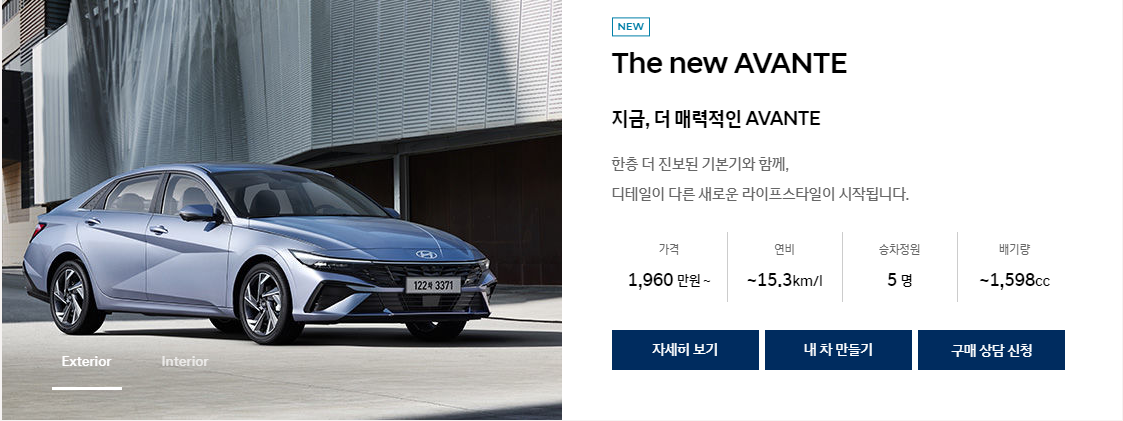 NEW
The new AVANTE
지금, 더 매력적인 AVANTE
한층 더 진보된 기본기와 함께,
디테일이 다른 새로운 라이프스타일이 시작됩니다.
가격 연비 승차정원 배기량
1,960 만원 ~ ~15.3km/l 5 명 ~1,598cc
자세히 보기 내 차 만들기 구매 상담 신청
122사 3371
Exterior Interior